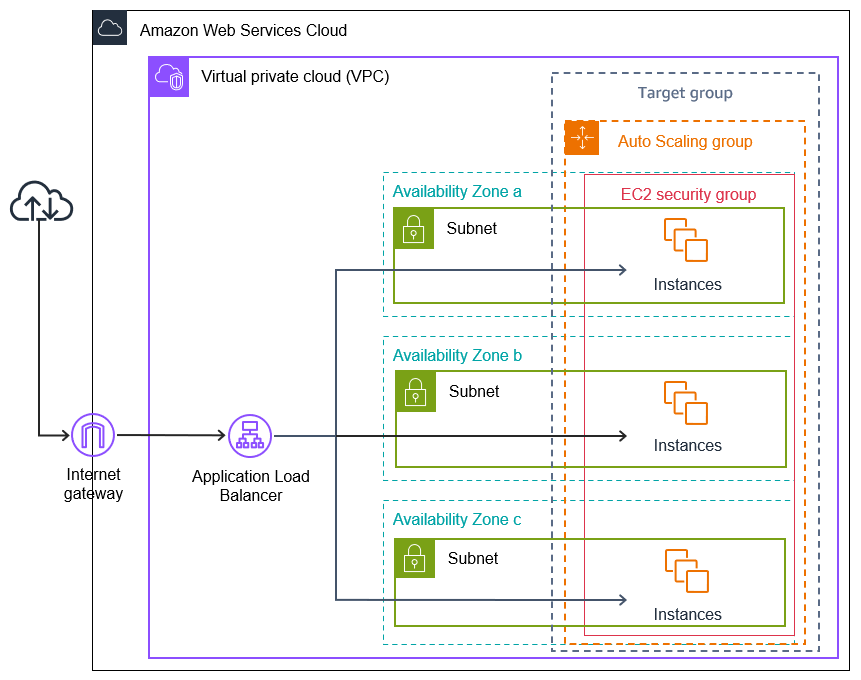 Amazon Web Services Cloud
Virtual private cloud (VPC)
Target group
Auto Scaling group
Availability Zone a
EC2 security group
Subnet
Instances
Availability Zone b
Subnet
Instances
Internet
gateway
Application Load
Balancer
Availability Zone c
Subnet
Instances